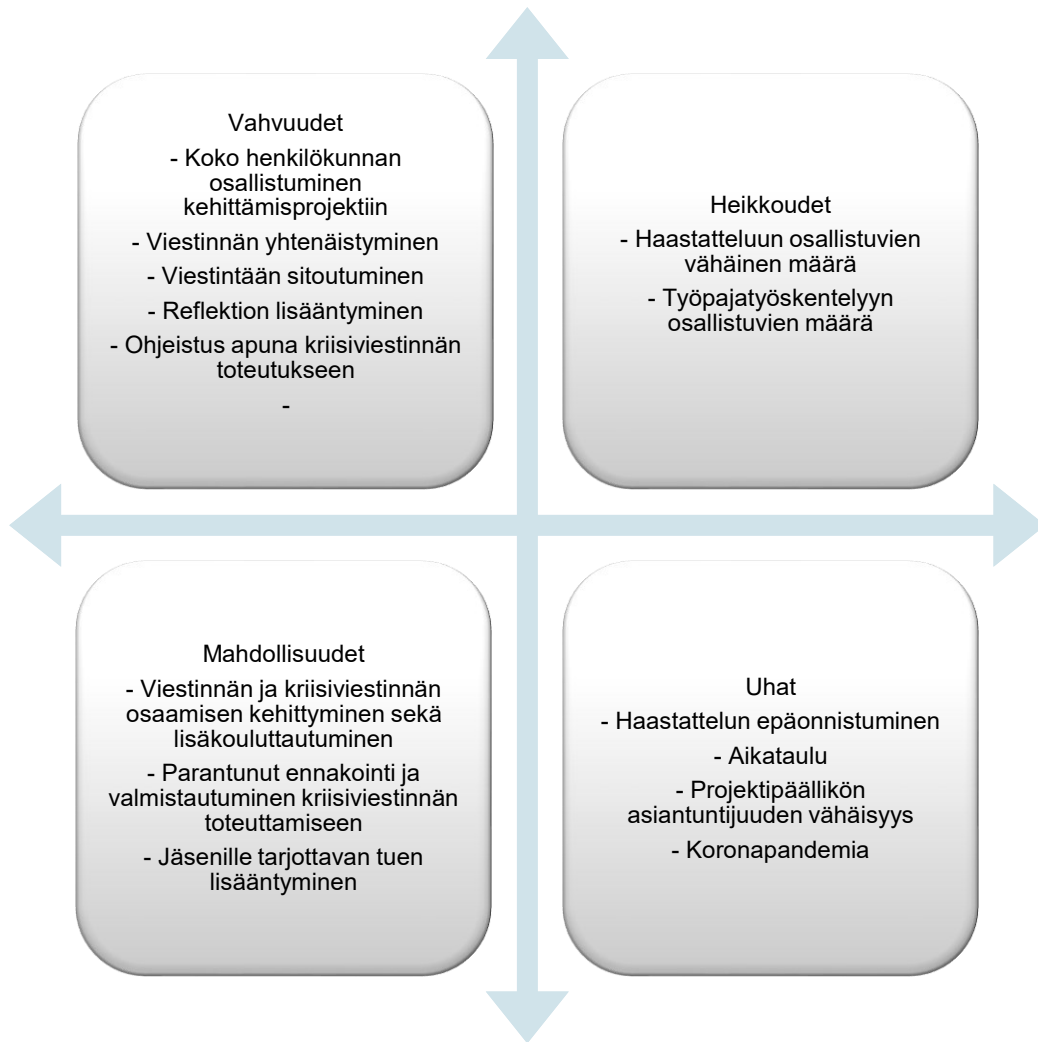 Vahvuudet
- Koko henkilökunnan
osallistuminen
kehittämisprojektiin
- Viestinnän yhtenäistyminen
- Viestintään sitoutuminen
- Reflektion lisääntyminen
- Ohjeistus apuna kriisiviestinnän
toteutukseen
-
Heikkoudet
- Haastatteluun osallistuvien
vähäinen määrä
- Työpajatyöskentelyyn
osallistuvien määrä
Mahdollisuudet
- Viestinnän ja kriisiviestinnän
osaamisen kehittyminen sekä
lisäkouluttautuminen
- Parantunut ennakointi ja
valmistautuminen kriisiviestinnän
toteuttamiseen
- Jäsenille tarjottavan tuen
lisääntyminen
Uhat
- Haastattelun epäonnistuminen
- Aikataulu
- Projektipäällikön
asiantuntijuuden vähäisyys
- Koronapandemia